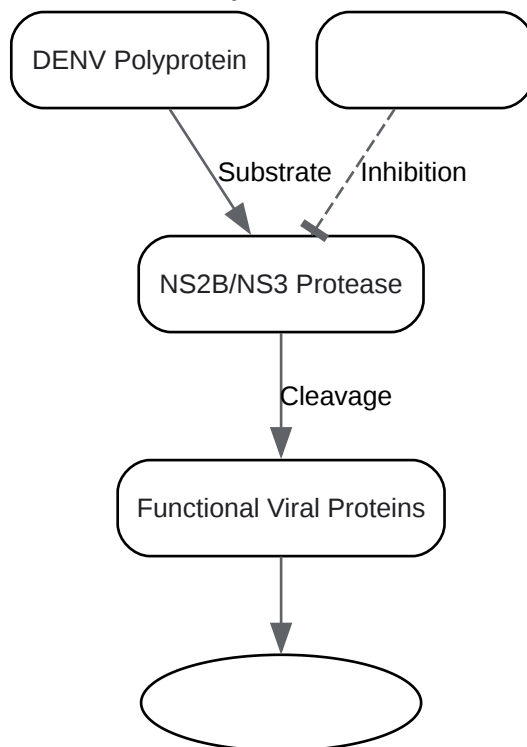 DENV Polyprotein
Substrate
Inhibition
NS2B/NS3 Protease
Cleavage
Functional Viral Proteins